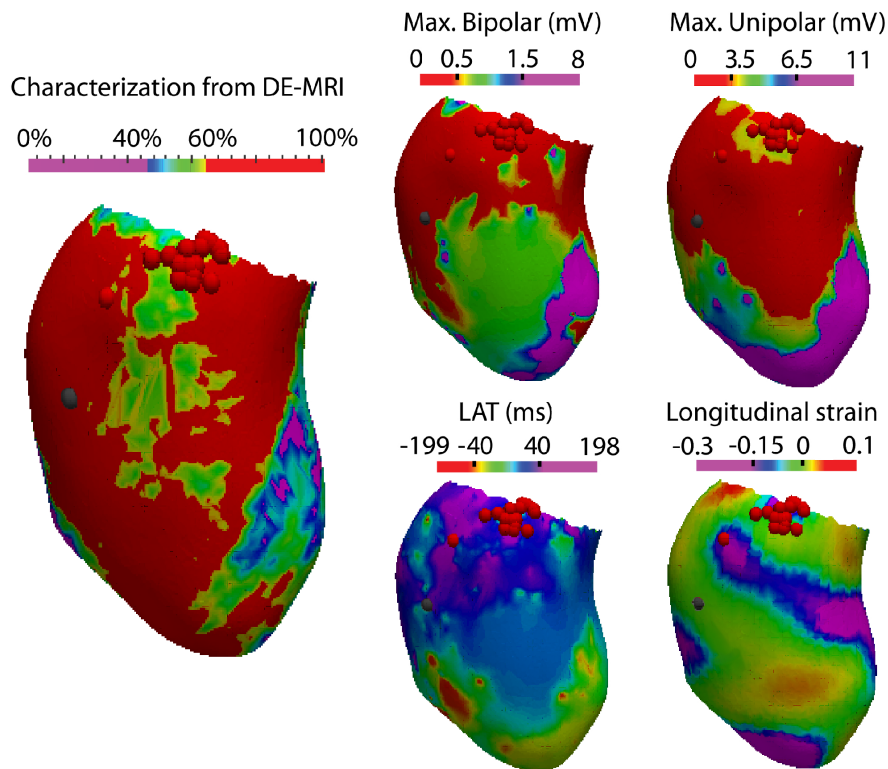 Max. Bipolar (mV)
0 0.5 1.5 8
Max. Unipolar (mV)
0 3.5 6.5 11
Characterization from DE-MRI
0% 40% 60% 100%
LAT (ms)
-199 -40 40 198
Longitudinal strain
-0.3 -0.15 0 0.1